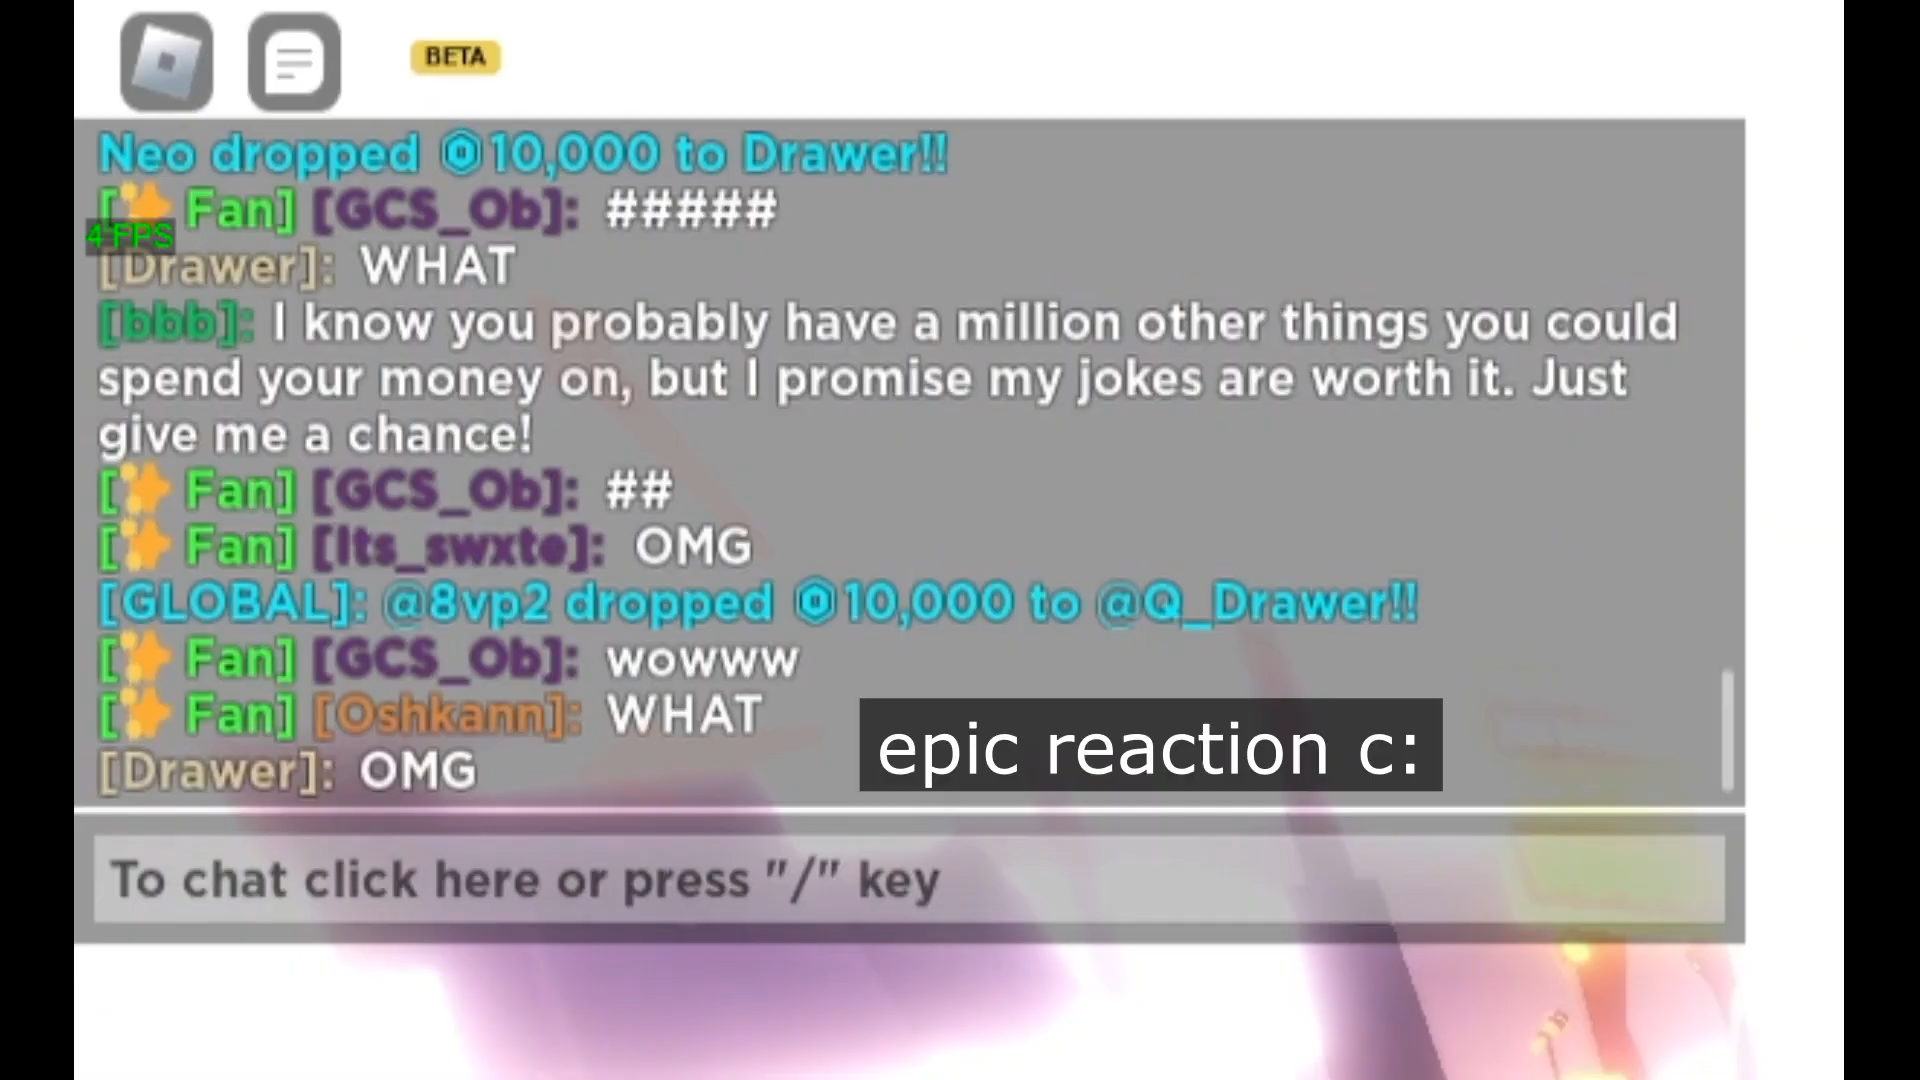 BETA
Neo dropped 10,000 to Drawer!!
[Fan] [GCS_Ob]: #####
4 FPS
[Drawer]: WHAT
[bbb]: I know you probably have a million other things you could
spend your money on, but I promise my jokes are worth it. Just
give me a chance!
[Fan] [GCS_Ob]: ##
[Fan] [Its_swxte]: OMG
[GLOBAL]: @8vp2 dropped 10,000 to @Q_Drawer!!
[Fan] [GCS_Ob]: wowww
[Fan] [Oshkann]: WHAT
[Drawer]: OMG
epic reaction c:
To chat click here or press "/" key